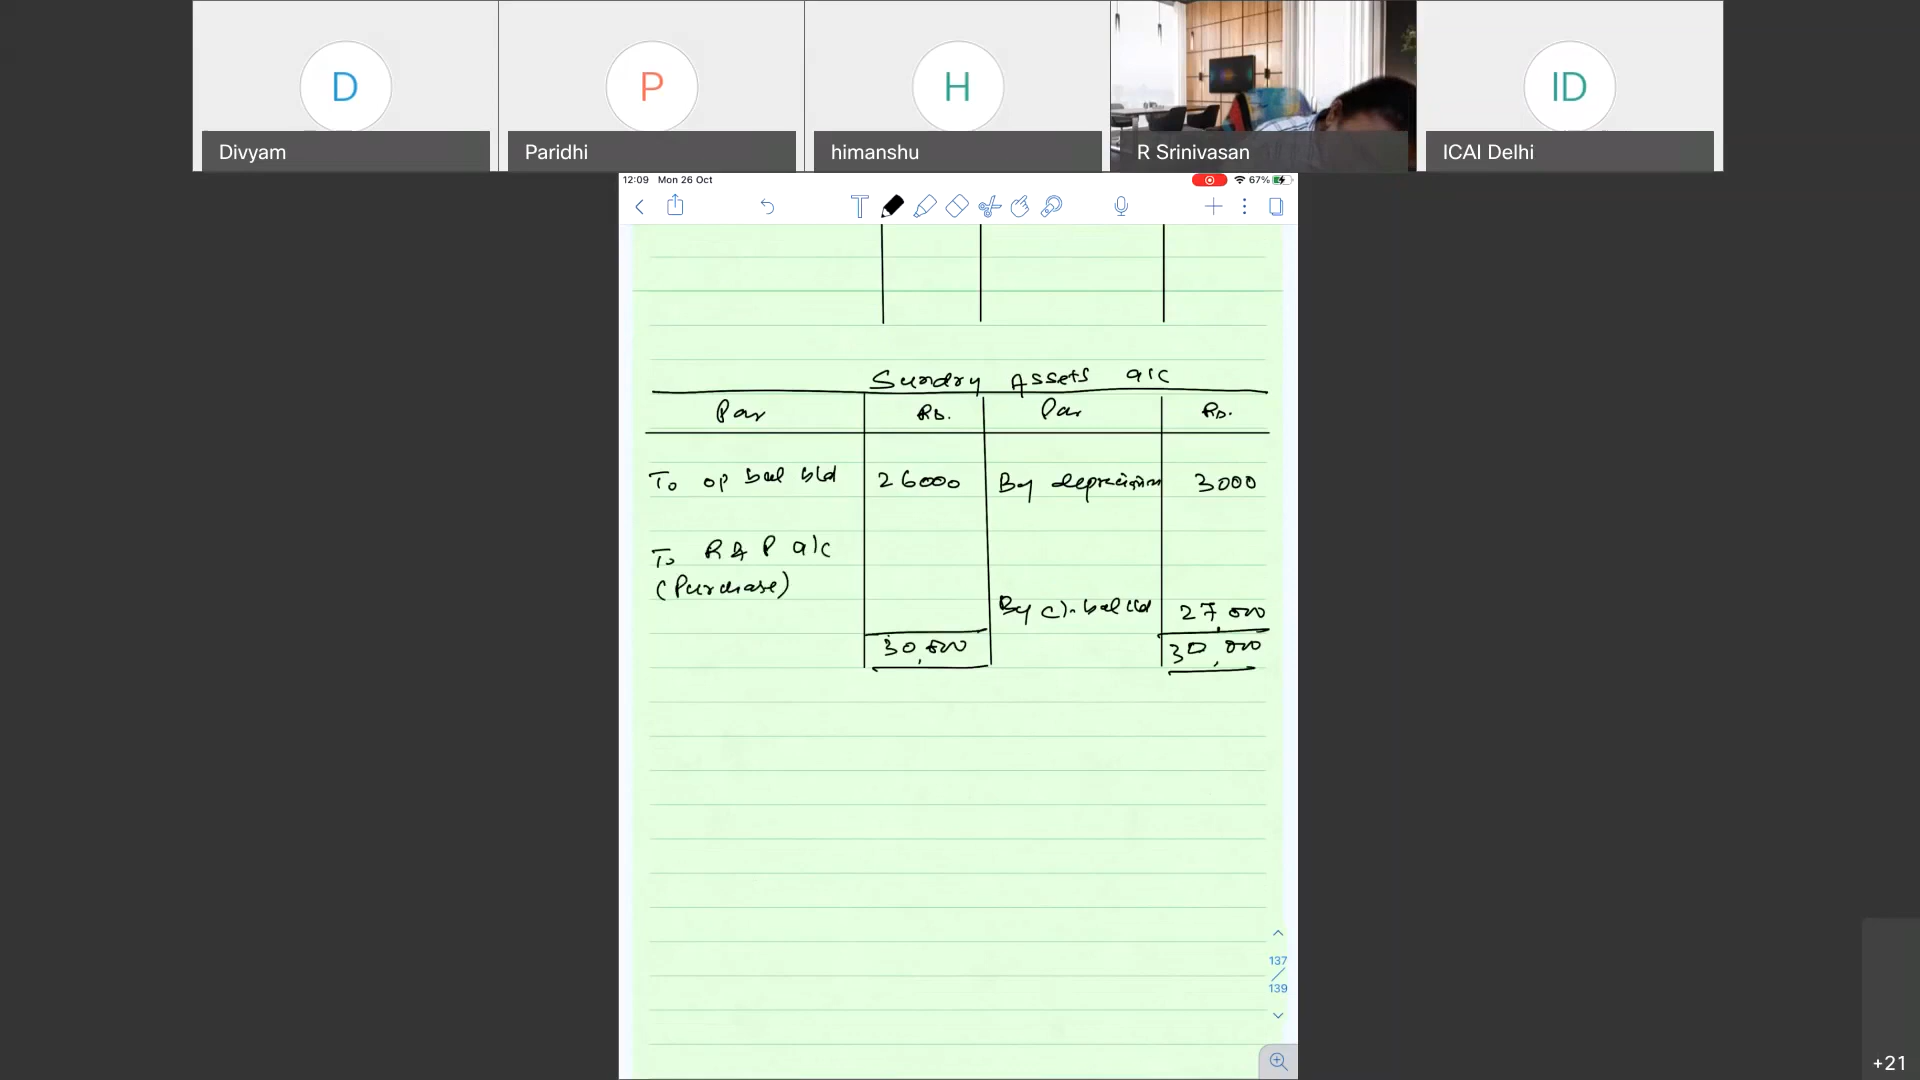 D
P
H
ID
Divyam
Paridhi
himanshu
R Srinivasan
ICAI Delhi
12:09 Mon 26 Oct
67%
T
Sundry Assets a/c
Par Rs. Par Rs.
To op bal b/d 26000 By depreciation 3000
To R & P a/c
(Purchase)
By cl. bal c/d 27,000
30,000 30,000
137
139
+21